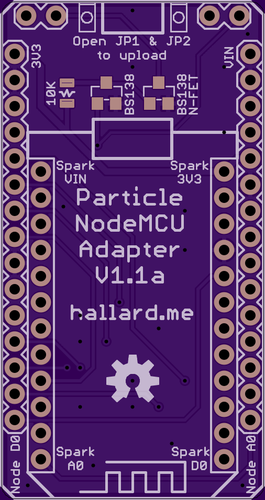 Open JP1 & JP2
to upload
3V3
VIN
10K
BS138
BS138
N-FET
Spark
VIN
Spark
3V3
Particle
NodeMCU
Adapter
V1.1a
hallard.me
Node D0
Spark
A0
Spark
D0
Node A0